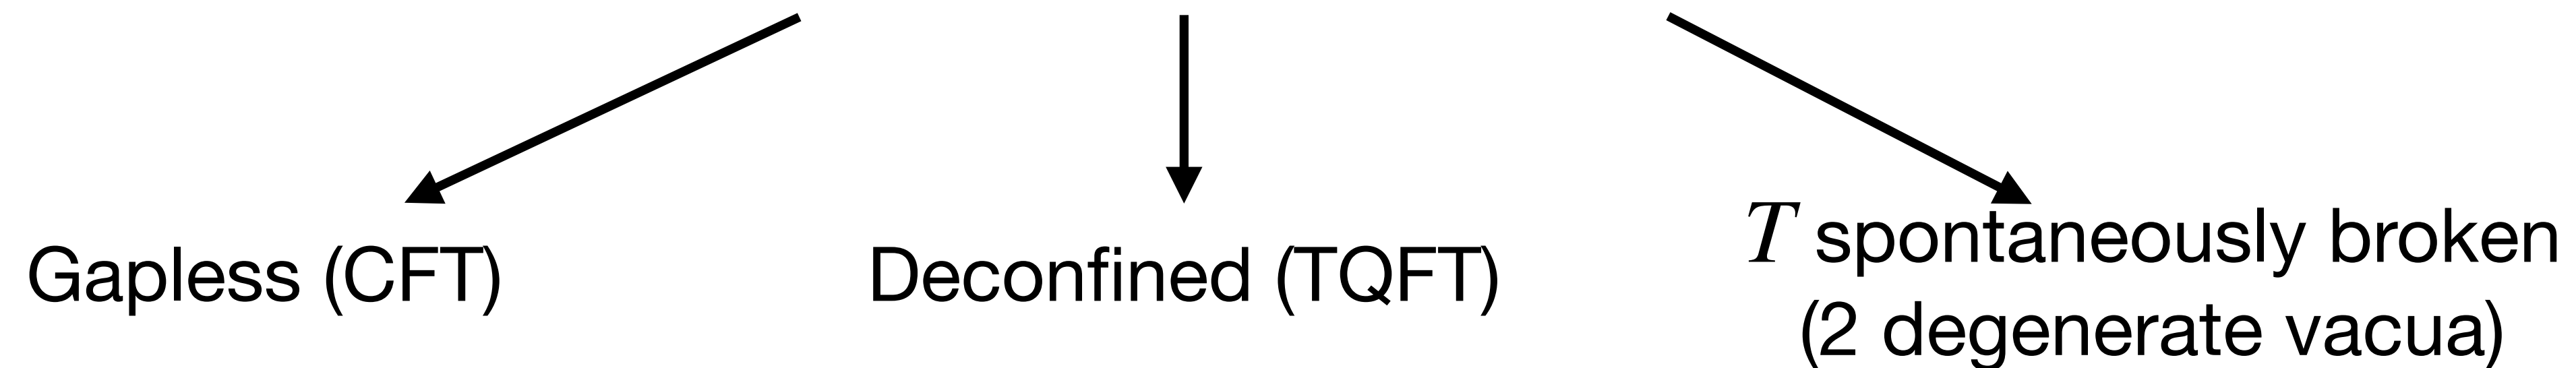 Gapless (CFT)
Deconfined (TQFT)
T spontaneously broken
(2 degenerate vacua)